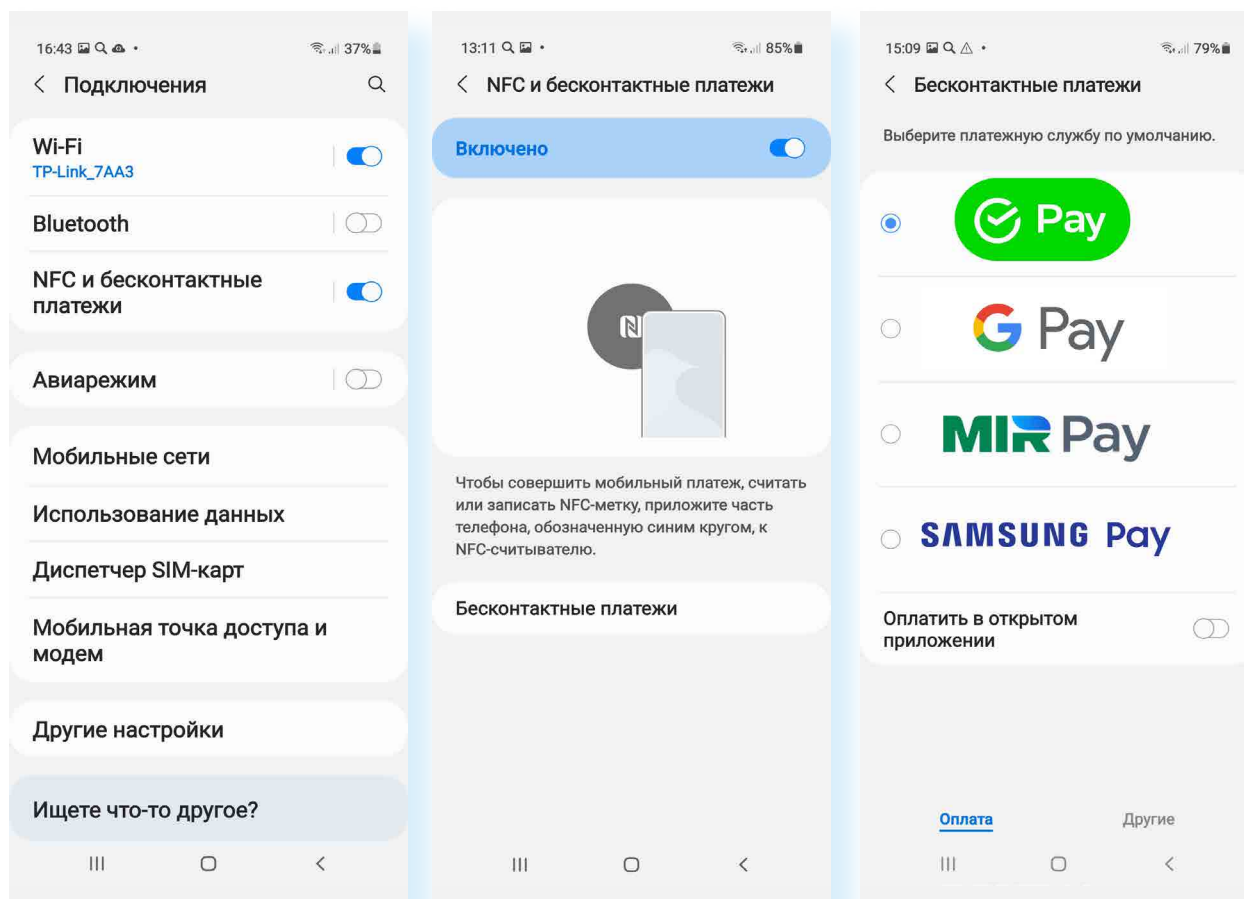 16:43
37%
Подключения
Wi-Fi
TP-Link_7AA3
Bluetooth
NFC и бесконтактные
платежи
Авиарежим
Мобильные сети
Использование данных
Диспетчер SIM-карт
Мобильная точка доступа и
модем
Другие настройки
Ищете что-то другое?
13:11
85%
NFC и бесконтактные платежи
Включено
Чтобы совершить мобильный платеж, считать
или записать NFC-метку, приложите часть
телефона, обозначенную синим кругом, к
NFC-считывателю.
Бесконтактные платежи
15:09
79%
Бесконтактные платежи
Выберите платежную службу по умолчанию.
Pay
G Pay
MIR Pay
SAMSUNG Pay
Оплатить в открытом
приложении
Оплата
Другие